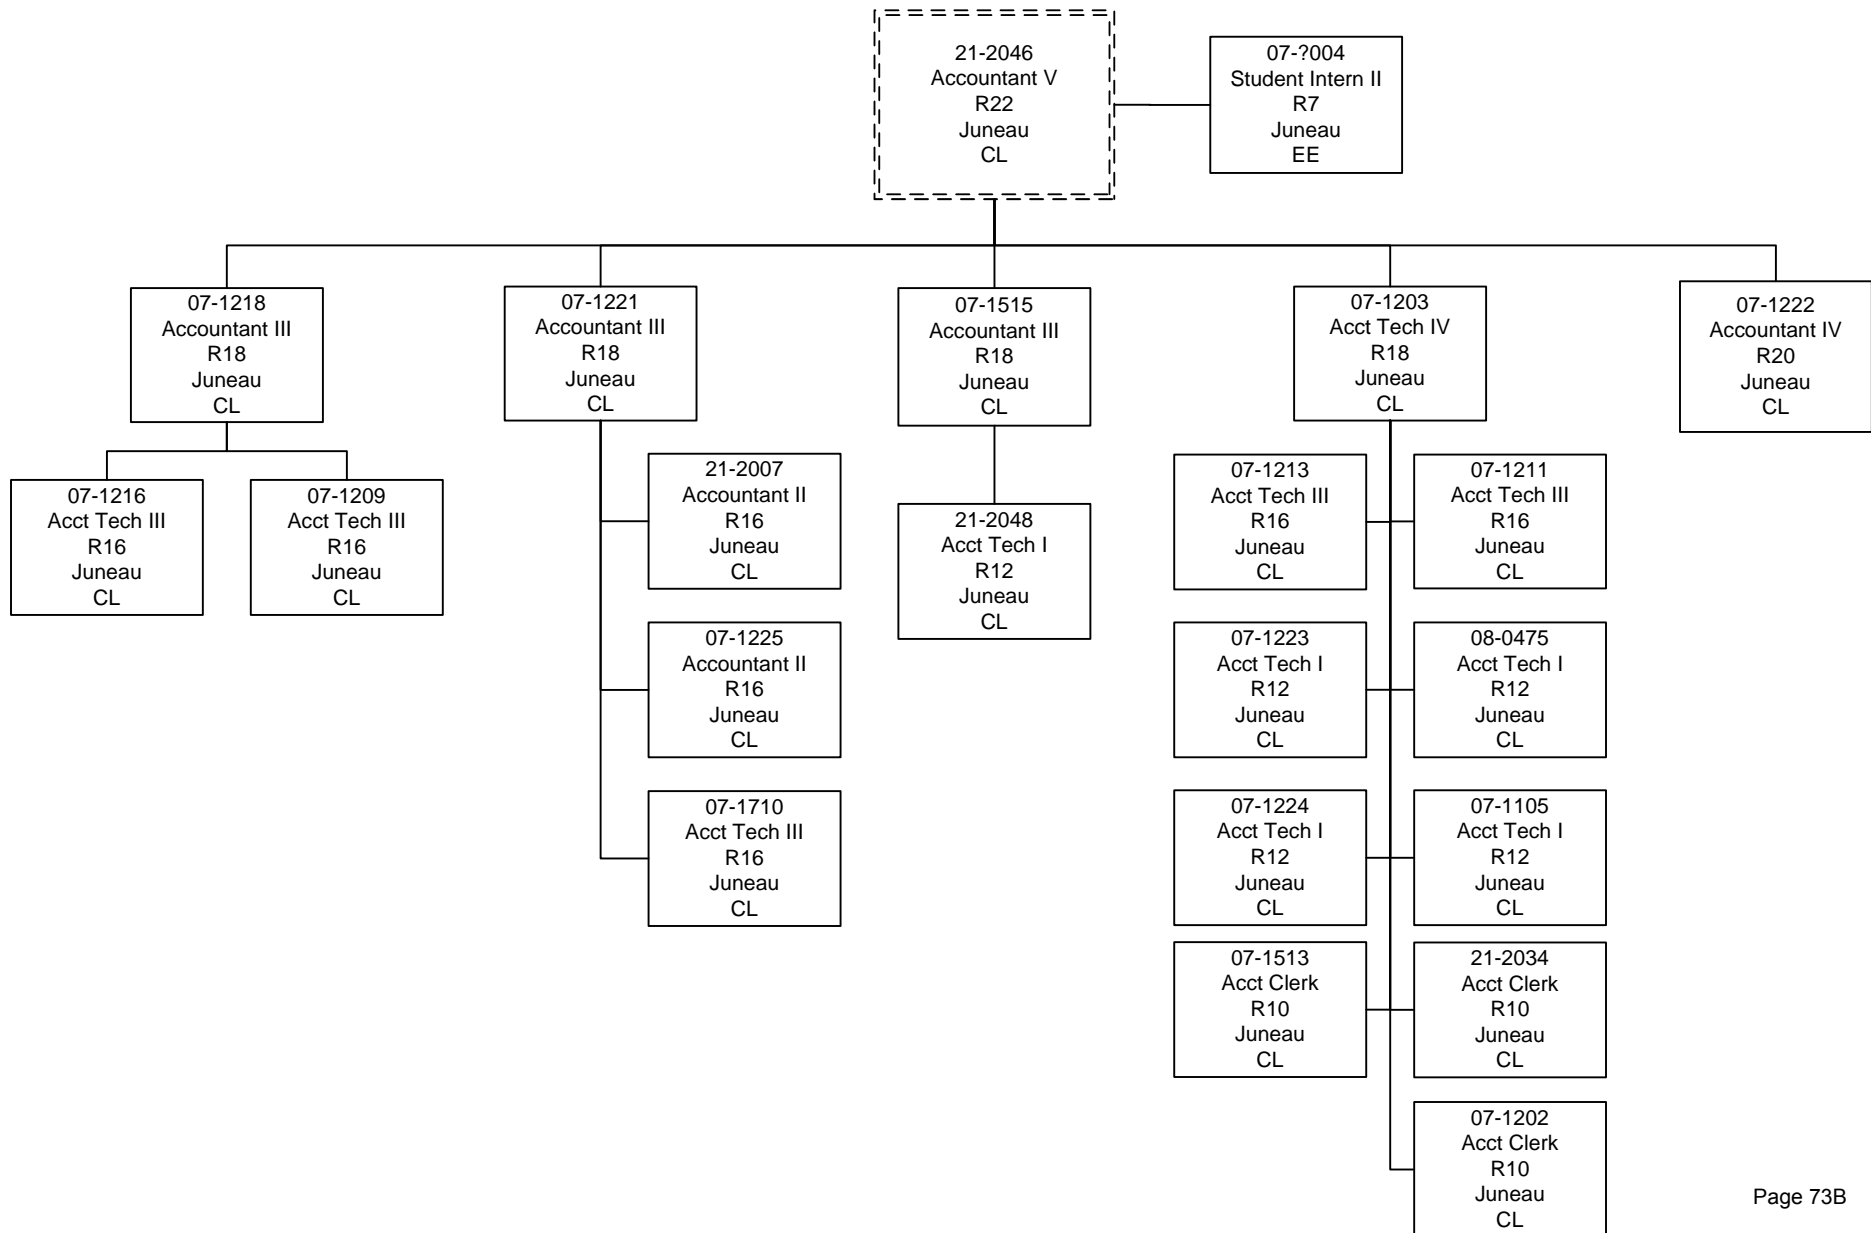 21-2046
Accountant V
R22
Juneau
CL
07-?004
Student Intern II
R7
Juneau
EE
07-1218
Accountant III
R18
Juneau
CL
07-1221
Accountant III
R18
Juneau
CL
07-1515
Accountant III
R18
Juneau
CL
07-1203
Acct Tech IV
R18
Juneau
CL
07-1222
Accountant IV
R20
Juneau
CL
07-1216
Acct Tech III
R16
Juneau
CL
07-1209
Acct Tech III
R16
Juneau
CL
21-2007
Accountant II
R16
Juneau
CL
07-1225
Accountant II
R16
Juneau
CL
07-1710
Acct Tech III
R16
Juneau
CL
21-2048
Acct Tech I
R12
Juneau
CL
07-1213
Acct Tech III
R16
Juneau
CL
07-1211
Acct Tech III
R16
Juneau
CL
07-1223
Acct Tech I
R12
Juneau
CL
08-0475
Acct Tech I
R12
Juneau
CL
07-1224
Acct Tech I
R12
Juneau
CL
07-1105
Acct Tech I
R12
Juneau
CL
07-1513
Acct Clerk
R10
Juneau
CL
21-2034
Acct Clerk
R10
Juneau
CL
07-1202
Acct Clerk
R10
Juneau
CL
Page 73B